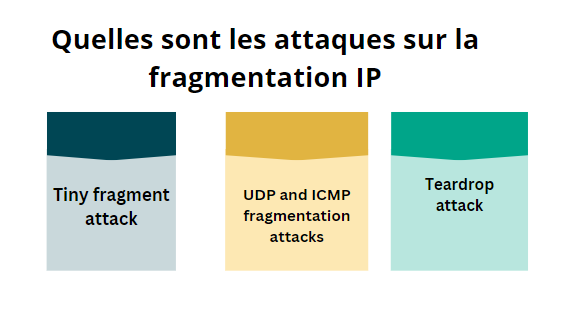 Quelles sont les attaques sur la
fragmentation IP
Tiny fragment
attack
UDP and ICMP
fragmentation
attacks
Teardrop
attack